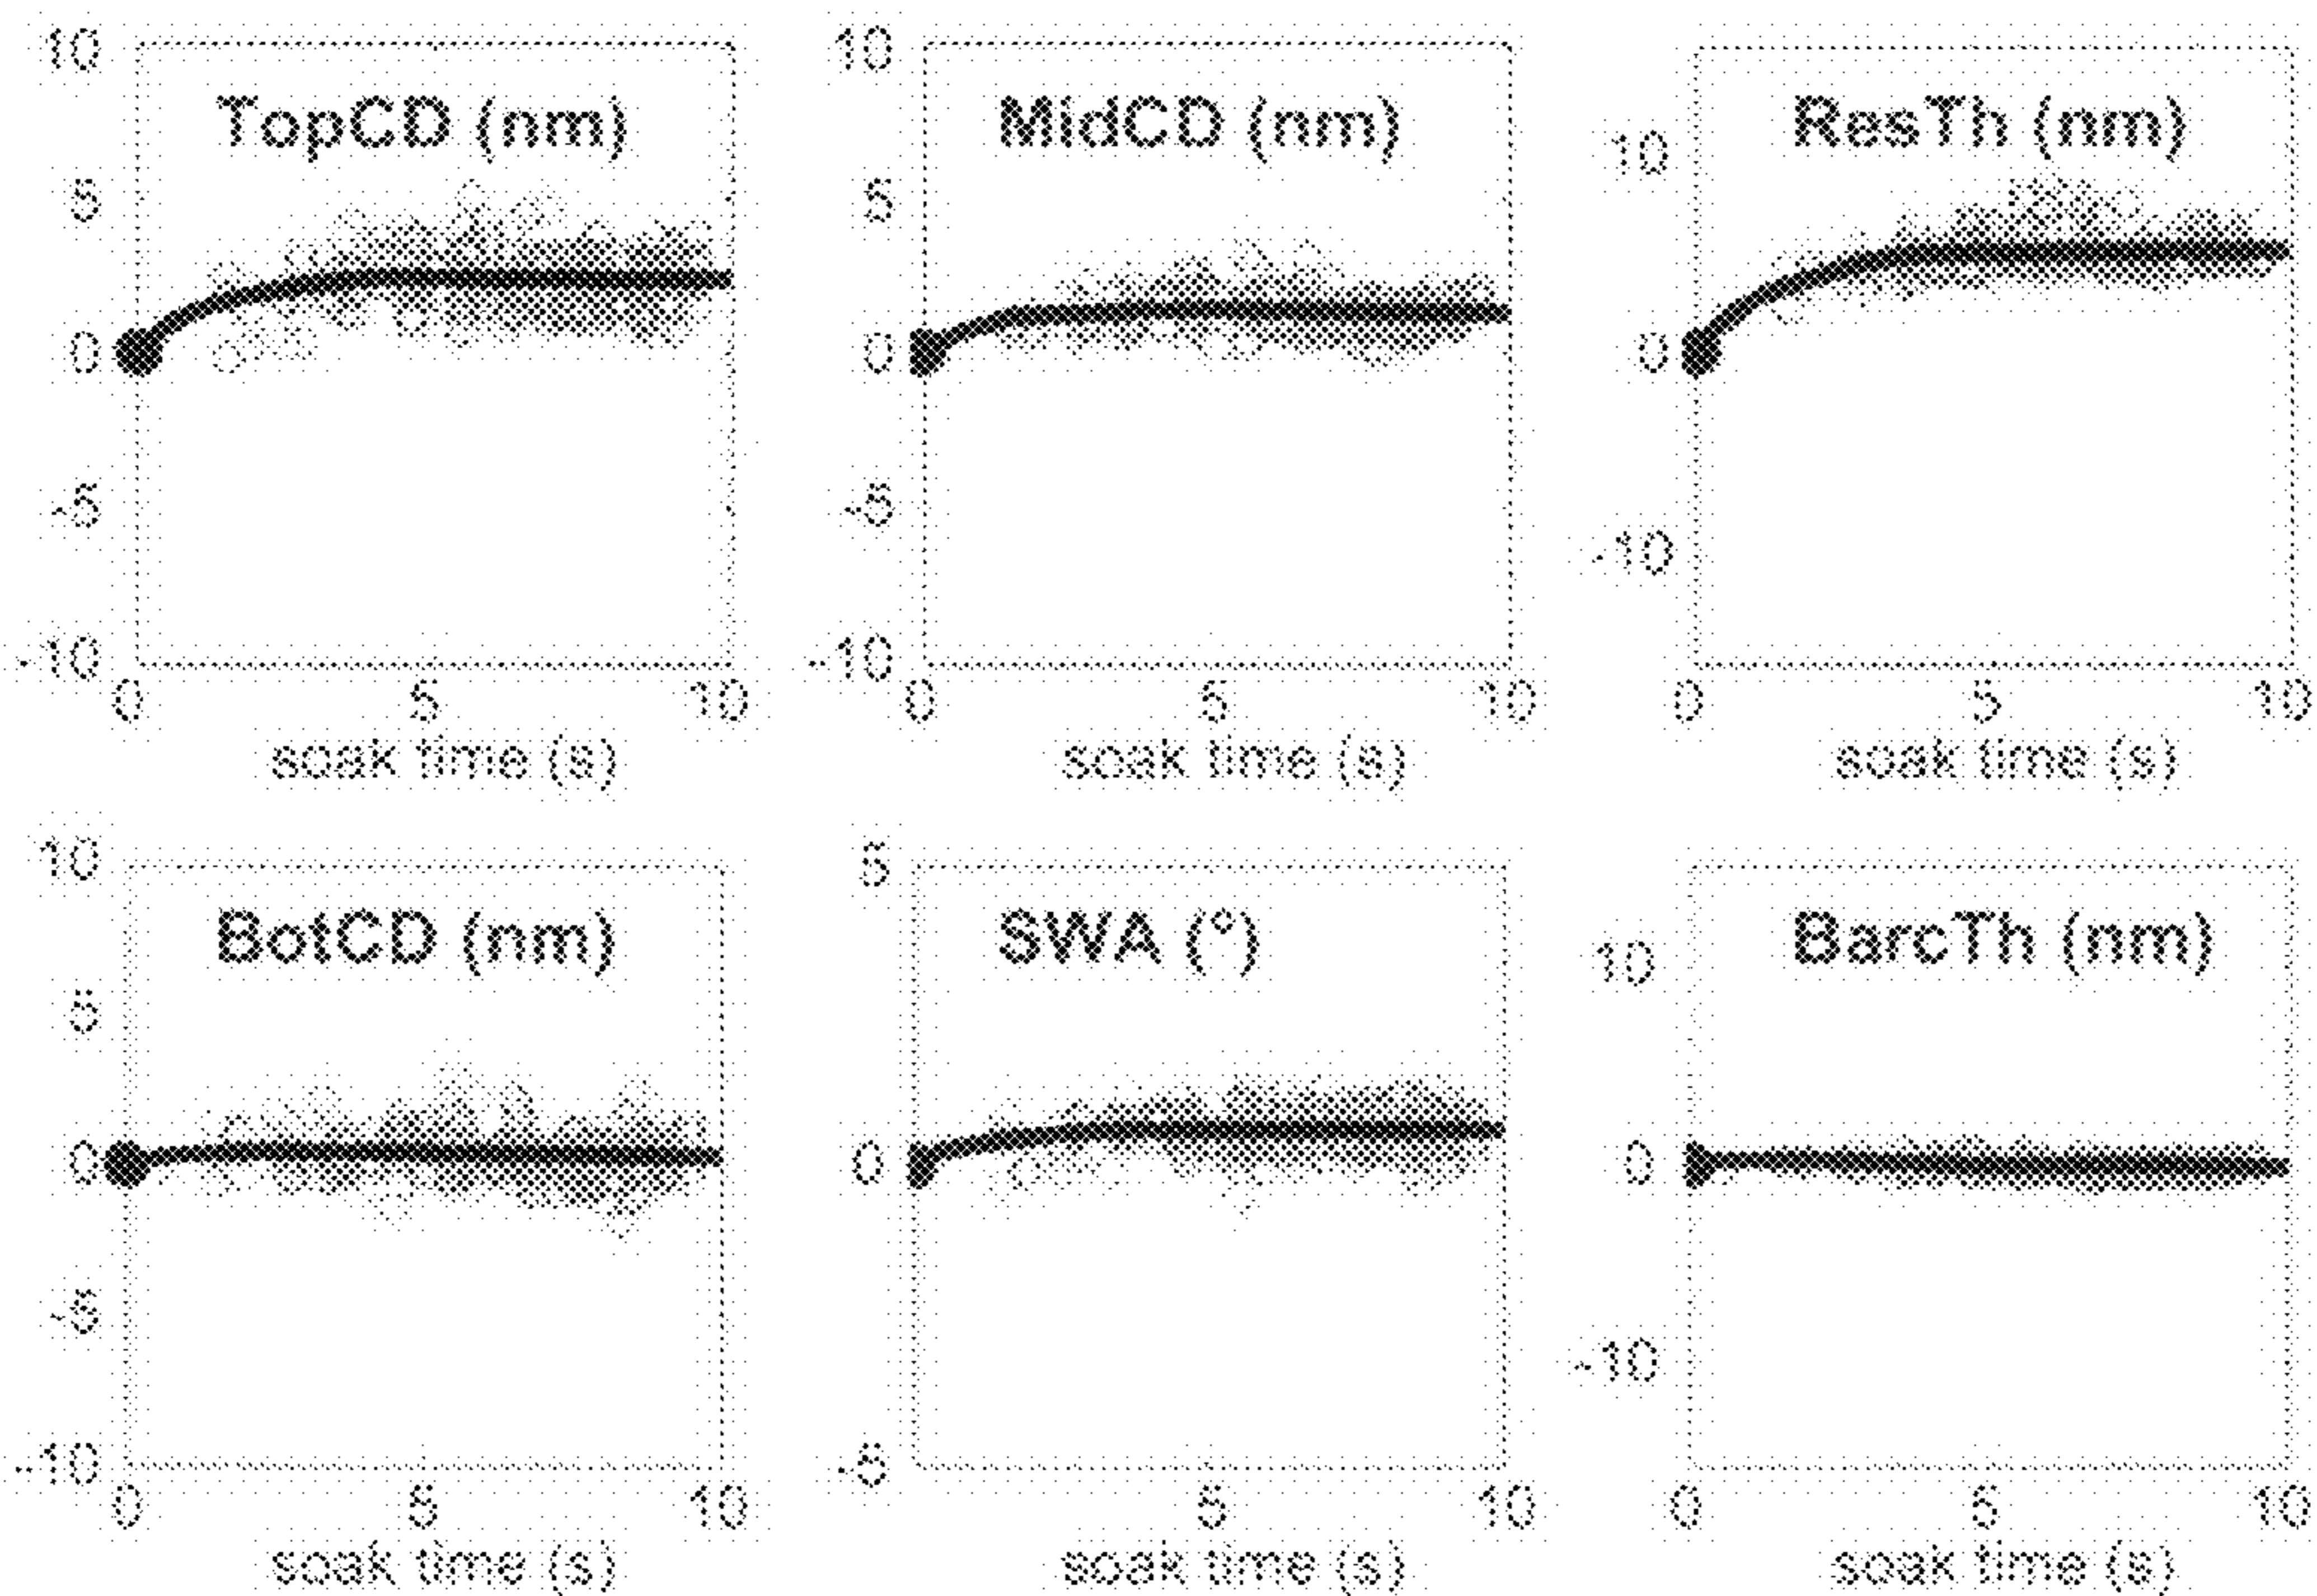 10
TopCD (nm)
5
0
-5
-10
0 5 10
soak time (s)
10
MidCD (nm)
5
0
-5
-10
0 5 10
soak time (s)
ResTh (nm)
10
0
-10
0 5 10
soak time (s)
10
BotCD (nm)
5
0
-5
-10
0 5 10
soak time (s)
5
SWA (°)
0
-5
5 10
soak time (s)
BarcTh (nm)
10
0
-10
0 5 10
soak time (s)